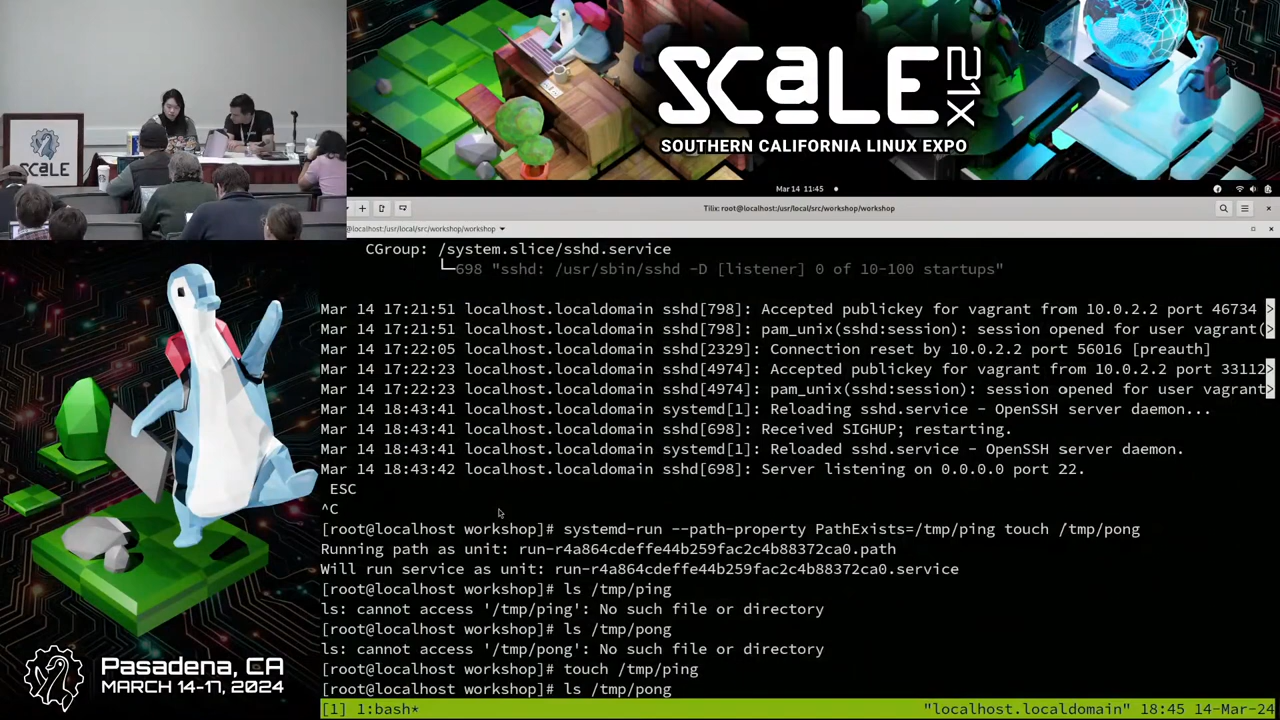 SCaLE 21x
SOUTHERN CALIFORNIA LINUX EXPO
SCALE
Mar 14 11:45
Tilix: root@localhost:/usr/local/src/workshop/workshop
@localhost:/usr/local/src/workshop/workshop
CGroup: /system.slice/sshd.service
└─698 "sshd: /usr/sbin/sshd -D [listener] 0 of 10-100 startups"
Mar 14 17:21:51 localhost.localdomain sshd[798]: Accepted publickey for vagrant from 10.0.2.2 port 46734 >
Mar 14 17:21:51 localhost.localdomain sshd[798]: pam_unix(sshd:session): session opened for user vagrant(>
Mar 14 17:22:05 localhost.localdomain sshd[2329]: Connection reset by 10.0.2.2 port 56016 [preauth]
Mar 14 17:22:23 localhost.localdomain sshd[4974]: Accepted publickey for vagrant from 10.0.2.2 port 33112>
Mar 14 17:22:23 localhost.localdomain sshd[4974]: pam_unix(sshd:session): session opened for user vagrant>
Mar 14 18:43:41 localhost.localdomain systemd[1]: Reloading sshd.service - OpenSSH server daemon...
Mar 14 18:43:41 localhost.localdomain sshd[698]: Received SIGHUP; restarting.
Mar 14 18:43:41 localhost.localdomain systemd[1]: Reloaded sshd.service - OpenSSH server daemon.
Mar 14 18:43:42 localhost.localdomain sshd[698]: Server listening on 0.0.0.0 port 22.
ESC
^C
[root@localhost workshop]# systemd-run --path-property PathExists=/tmp/ping touch /tmp/pong
Running path as unit: run-r4a864cdeffe44b259fac2c4b88372ca0.path
Will run service as unit: run-r4a864cdeffe44b259fac2c4b88372ca0.service
[root@localhost workshop]# ls /tmp/ping
ls: cannot access '/tmp/ping': No such file or directory
[root@localhost workshop]# ls /tmp/pong
ls: cannot access '/tmp/pong': No such file or directory
[root@localhost workshop]# touch /tmp/ping
[root@localhost workshop]# ls /tmp/pong
[1] 1:bash* "localhost.localdomain" 18:45 14-Mar-24
Pasadena, CA
MARCH 14-17, 2024